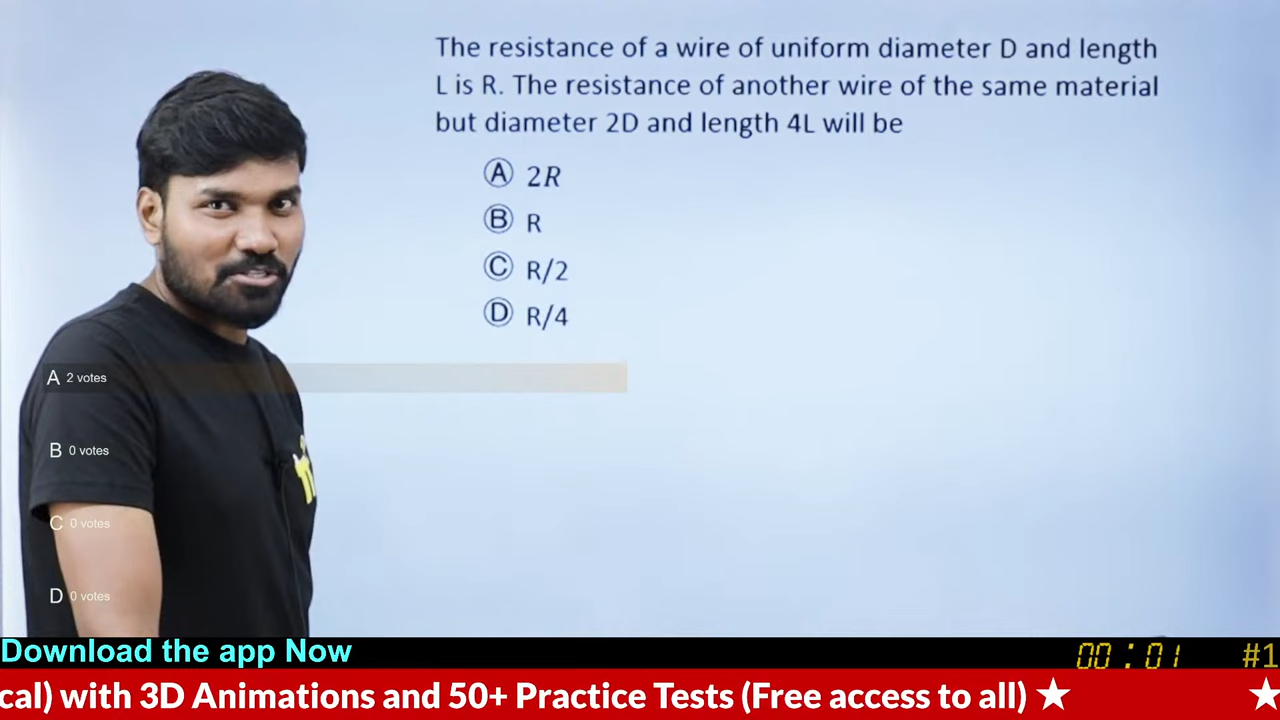 The resistance of a wire of uniform diameter D and length
L is R. The resistance of another wire of the same material
but diameter 2D and length 4L will be
Ⓐ 2R
Ⓑ R
Ⓒ R/2
Ⓓ R/4
A 2 votes
B 0 votes
C 0 votes
D 0 votes
Download the app Now
00:01 #1
cal) with 3D Animations and 50+ Practice Tests (Free access to all) ★ ★